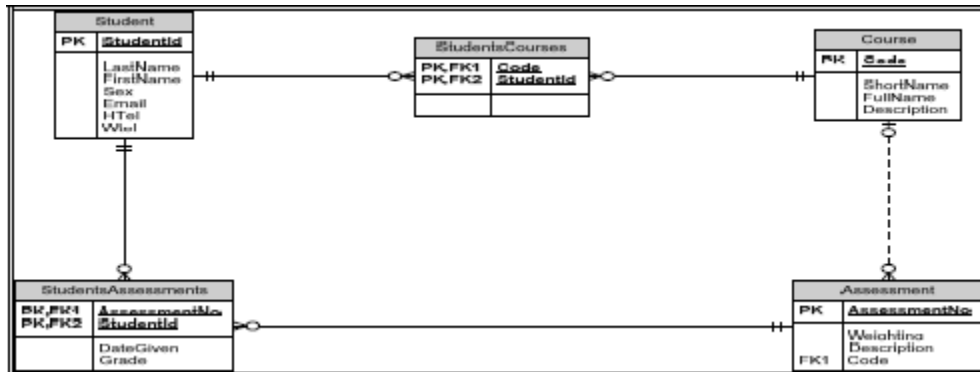 Student
PK StudentId
LastName
FirstName
Sex
Email
HTel
StudentsCourses
PK,FK1 Code
PK,FK2 StudentId
Course
PK Code
ShortName
FullName
Description
StudentsAssessments
PK,FK1 AssessmentNo
PK,FK2 StudentId
DateGiven
Grade
Assessment
PK AssessmentNo
Weighting
Description
FK1 Code